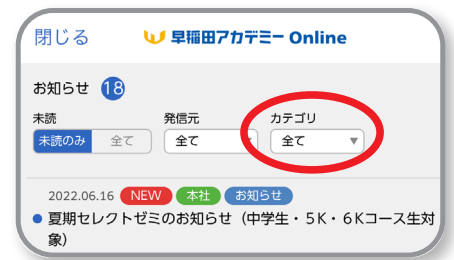 閉じる 早稲田アカデミー Online
お知らせ 18
未読 発信元 カテゴリ
未読のみ 全て 全て ▼ 全て ▼
2022.06.16 NEW 本社 お知らせ
● 夏期セレクトゼミのお知らせ（中学生・5K・6Kコース生対
象）